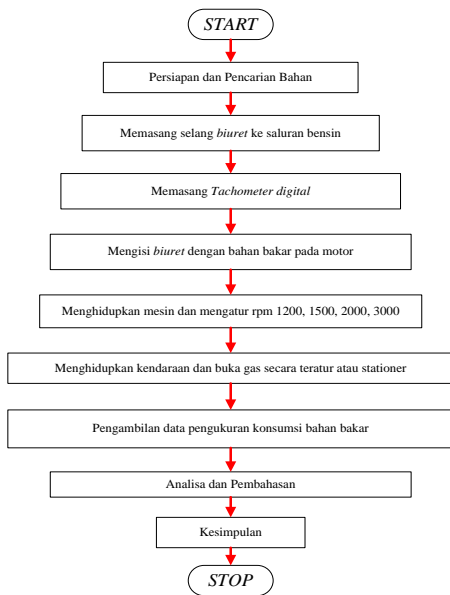 START
Persiapan dan Pencarian Bahan
Memasang selang biuret ke saluran bensin
Memasang Tachometer digital
Mengisi biuret dengan bahan bakar pada motor
Menghidupkan mesin dan mengatur rpm 1200, 1500, 2000, 3000
Menghidupkan kendaraan dan buka gas secara teratur atau stationer
Pengambilan data pengukuran konsumsi bahan bakar
Analisa dan Pembahasan
Kesimpulan
STOP